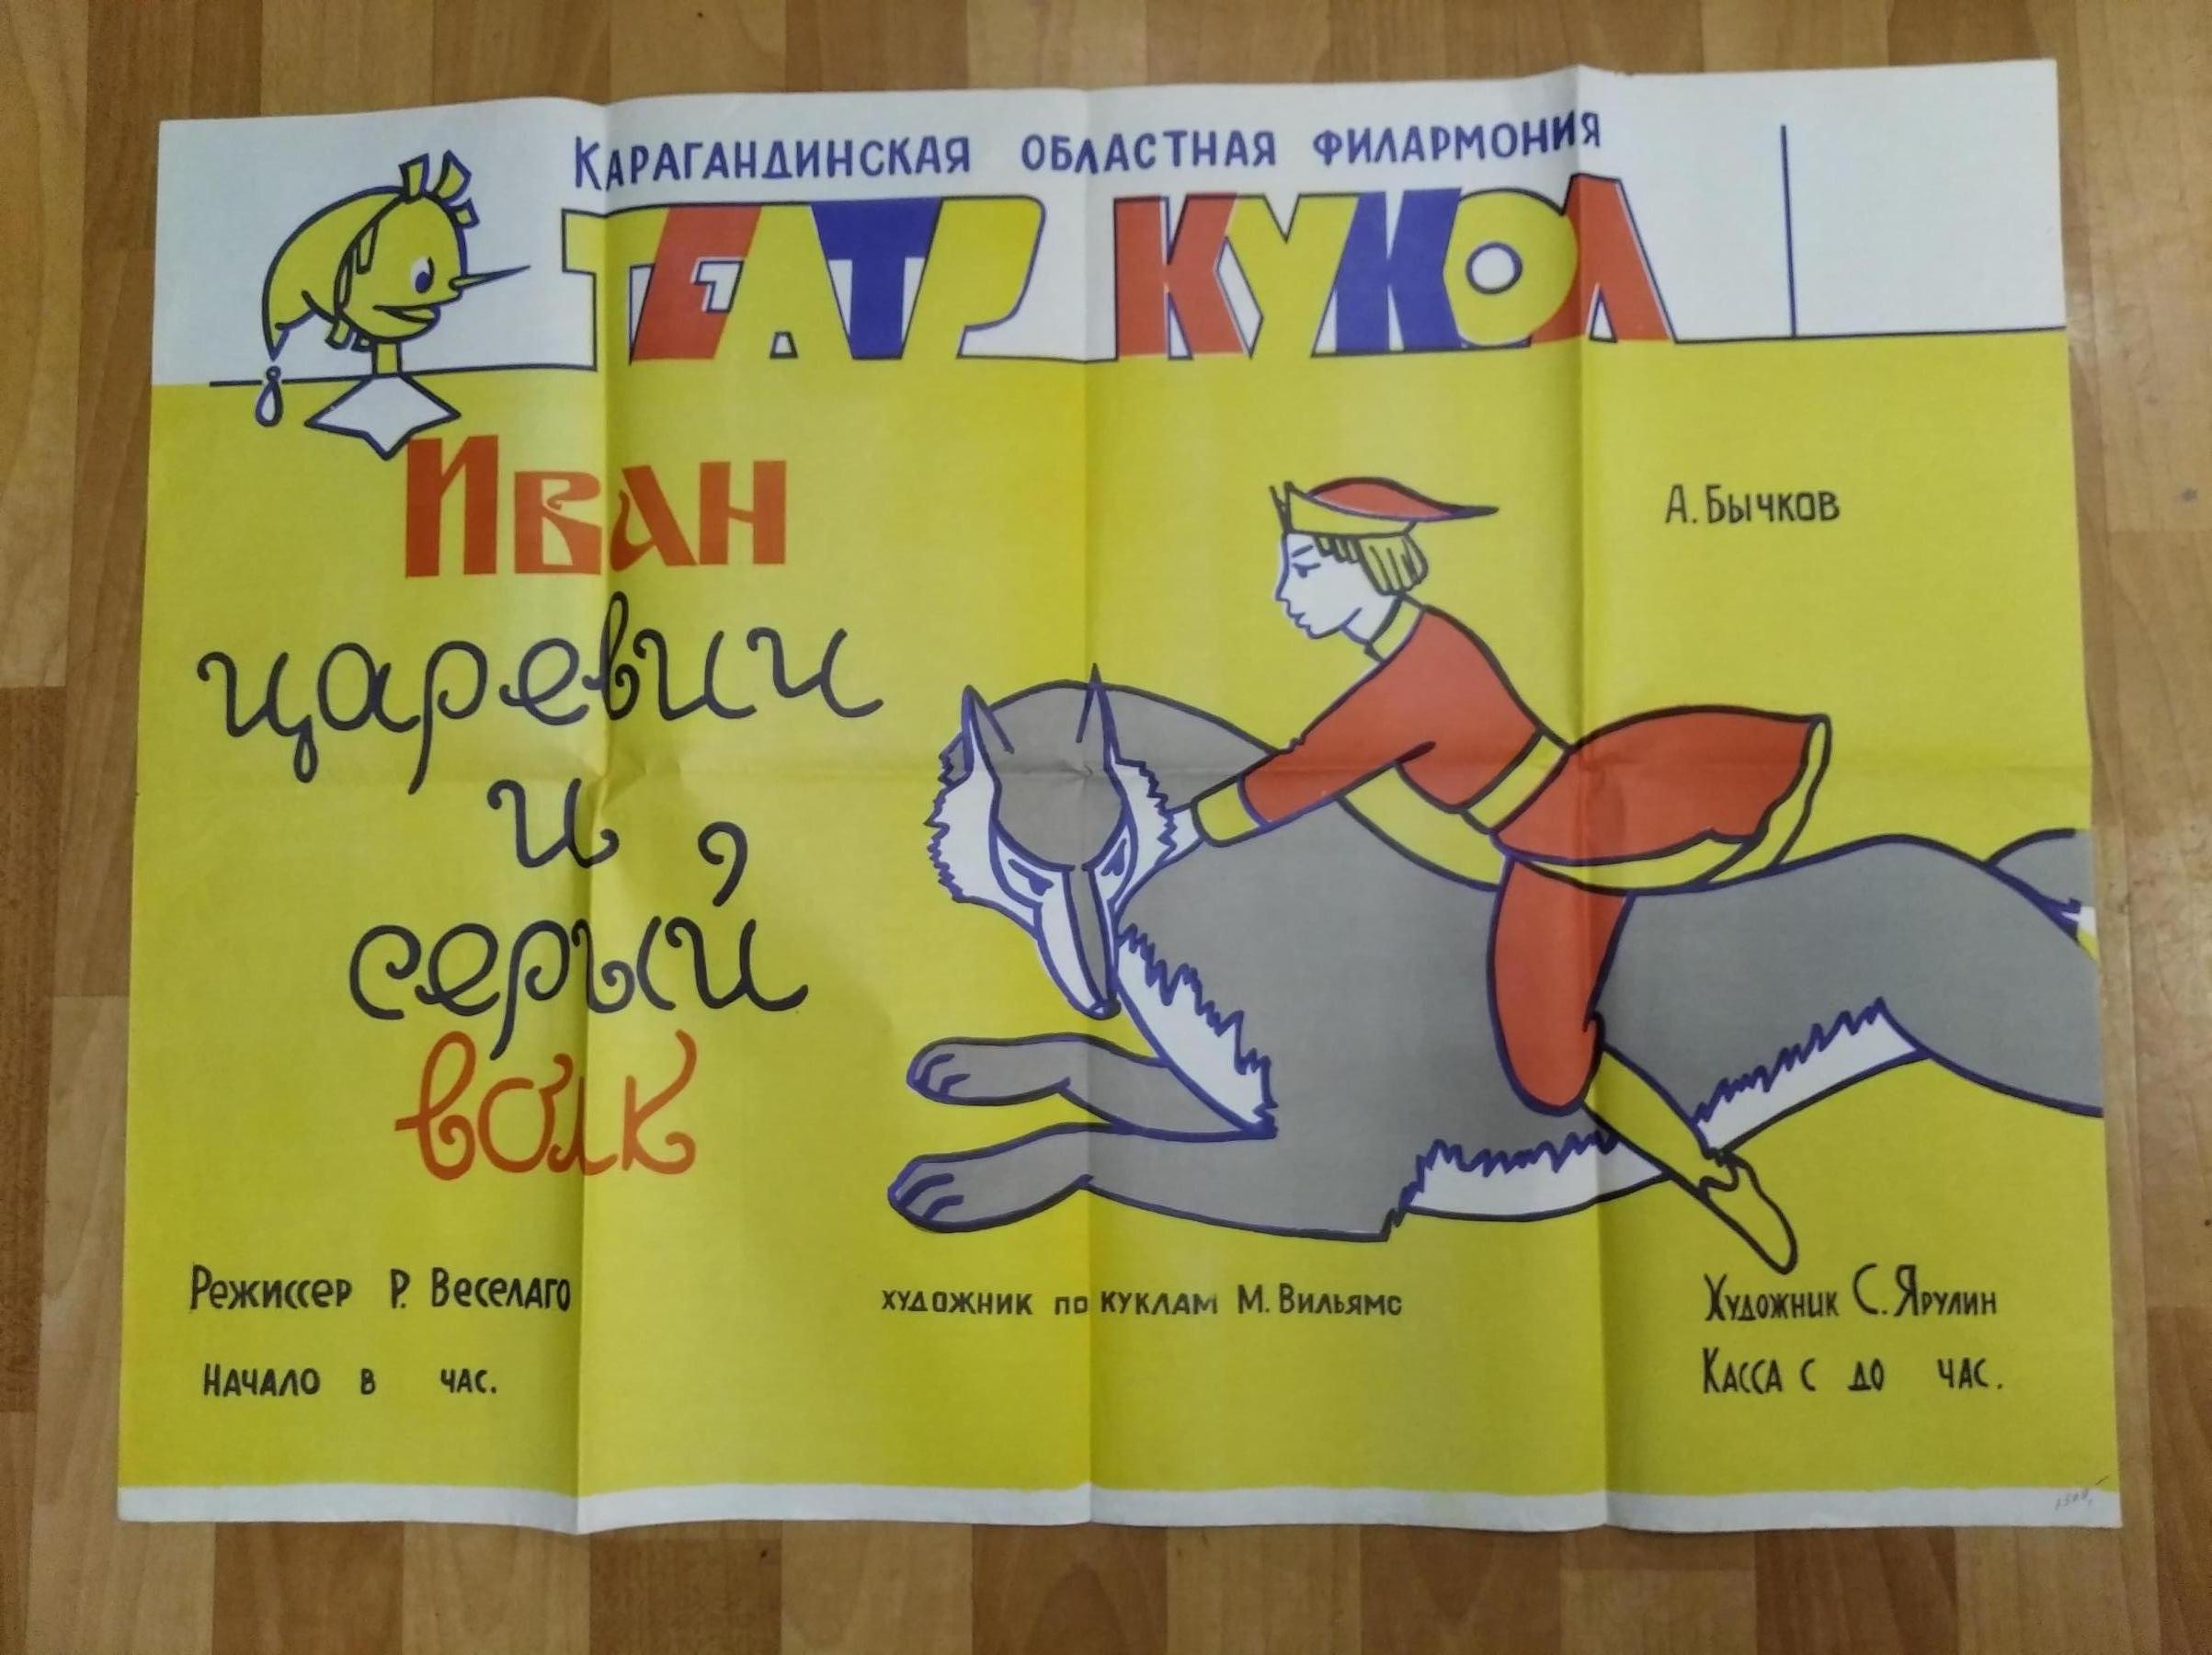 Карагандинская областная филармония
Театр кукол
Иван
царевич
и
серый
волк
А. Бычков
Режиссер Р. Веселаго
художник по куклам М. Вильямс
Художник С. Ярулин
Начало в час.
Касса с до час.